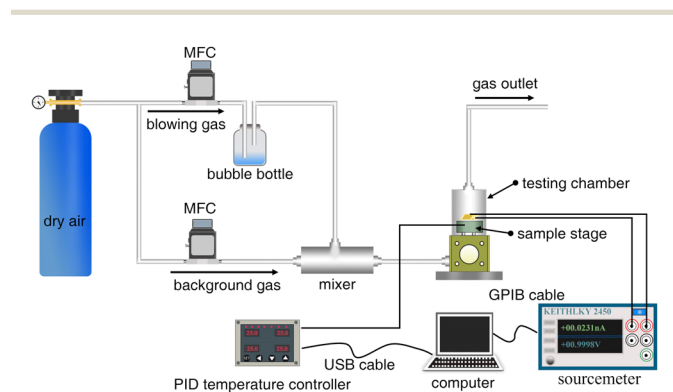 MFC
gas outlet
blowing gas
bubble bottle
testing chamber
dry air
MFC
sample stage
background gas
mixer
GPIB cable
KEITHLKY 2450
+00.0231nA
+00.9998V
USB cable
PID temperature controller
computer
sourcemeter